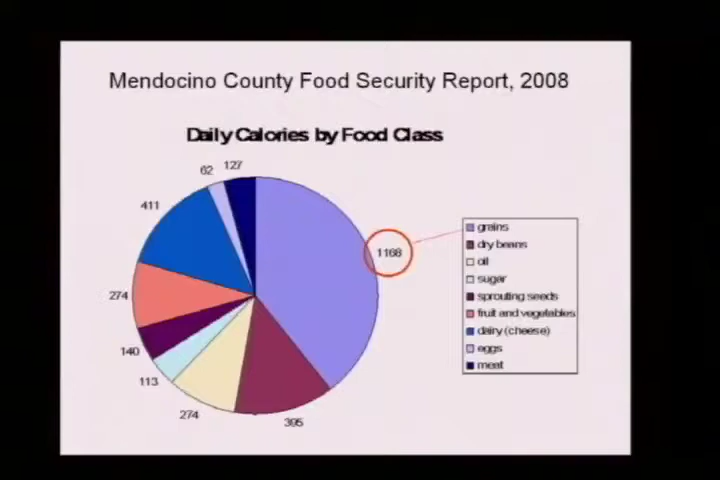 Mendocino County Food Security Report, 2008
Daily Calories by Food Class
62
127
411
1168
274
140
113
274
395
grains
dry beans
oil
sugar
sprouting seeds
fruit and vegetables
dairy (cheese)
eggs
meat